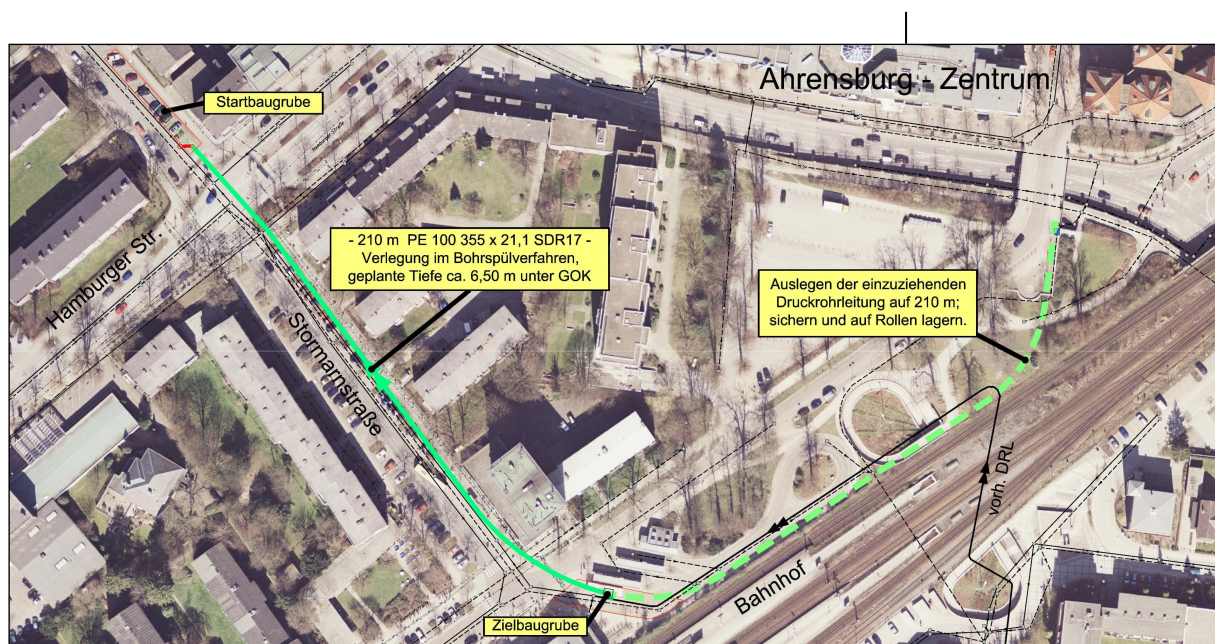 Ahrensburg - Zentrum
Startbaugrube
Hamburger Straße
- 210 m PE 100 355 x 21,1 SDR17 -
Verlegung im Bohrspülverfahren,
geplante Tiefe ca. 6,50 m unter GOK
Hamburger Str.
Auslegen der einzuziehenden
Druckrohrleitung auf 210 m;
sichern und auf Rollen lagern.
Stormarnstraße
vorh. DRL
Bahnhof
Zielbaugrube